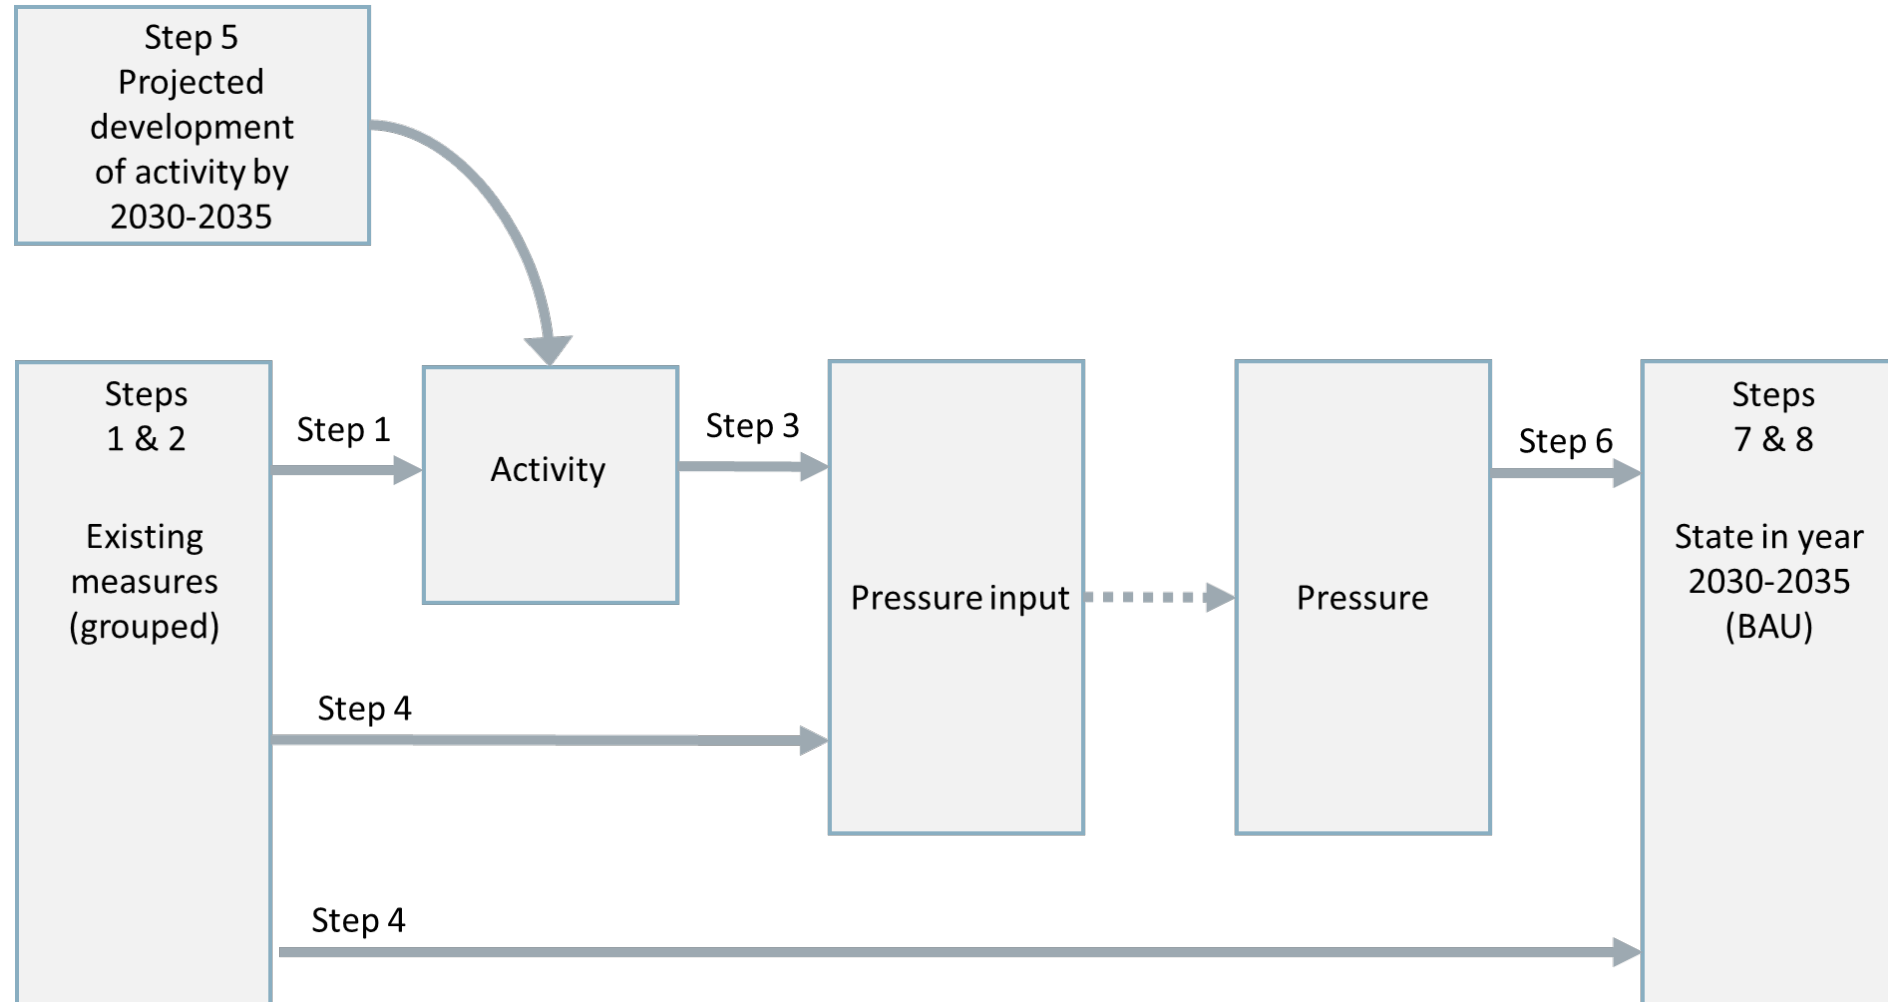 Step 5
Projected
development
of activity by
2030-2035
Steps
1 & 2
Existing
measures
(grouped)
Step 1
Activity
Step 3
Pressure input
Pressure
Step 6
Steps
7 & 8
State in year
2030-2035
(BAU)
Step 4
Step 4